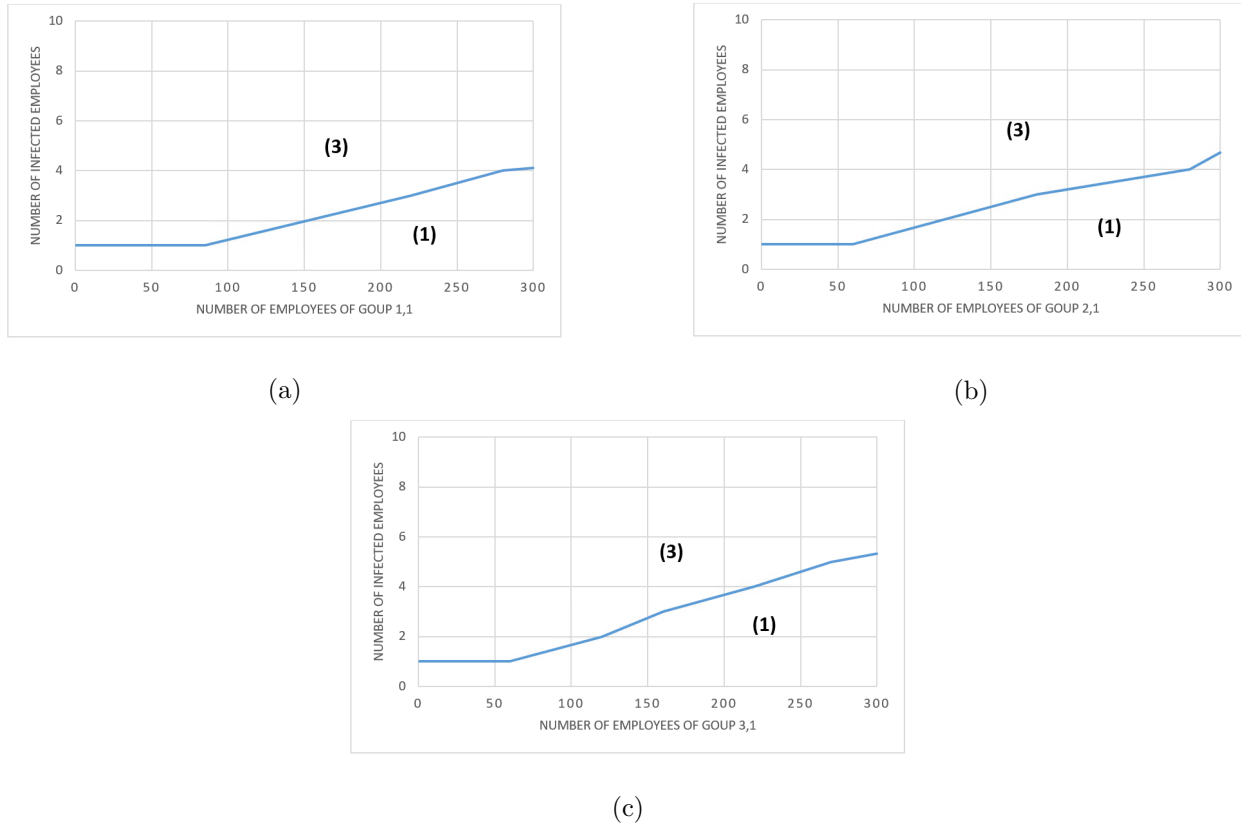 10
8
6
4
2
0
NUMBER OF INFECTED EMPLOYEES
(3)
(1)
0 50 100 150 200 250 300
NUMBER OF EMPLOYEES OF GOUP 1,1
(a)
10
8
6
4
2
0
NUMBER OF INFECTED EMPLOYEES
(3)
(1)
0 50 100 150 200 250 300
NUMBER OF EMPLOYEES OF GOUP 2,1
(b)
10
8
6
4
2
0
NUMBER OF INFECTED EMPLOYEES
(3)
(1)
0 50 100 150 200 250 300
NUMBER OF EMPLOYEES OF GOUP 3,1
(c)